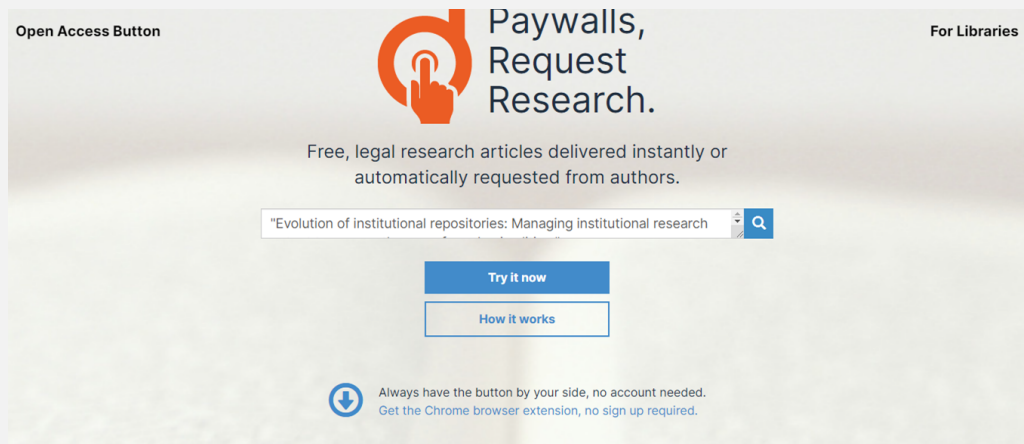 Open Access Button
For Libraries
Paywalls,
Request
Research.
Free, legal research articles delivered instantly or
automatically requested from authors.
"Evolution of institutional repositories: Managing institutional research
Try it now
How it works
Always have the button by your side, no account needed.
Get the Chrome browser extension, no sign up required.